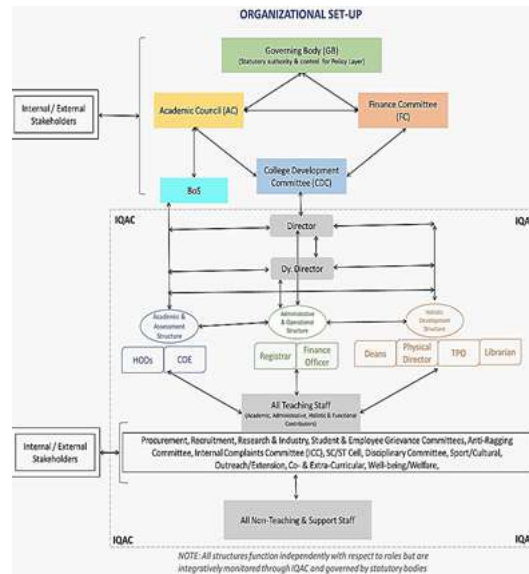 ORGANIZATIONAL SET-UP
Governing Body (GB)
(Statutory authority & control for Policy Layer)
Internal / External
Stakeholders
Academic Council (AC)
Finance Committee
(FC)
BoS
College Development
Committee (CDC)
IQAC
IQA
Director
Dy. Director
Academic &
Assessment
Structure
Administrative
& Operational
Structure
Holistic
Development
Structure
HODs
COE
Registrar
Finance
Officer
Deans
Physical
Director
TPO
Librarian
All Teaching Staff
(Academic, Administrative, Holistic & Functional
Contributors)
Internal / External
Stakeholders
Procurement, Recruitment, Research & Industry, Student & Employee Grievance Committees, Anti-Ragging
Committee, Internal Complaints Committee (ICC), SC/ST Cell, Disciplinary Committee, Sport/Cultural,
Outreach/Extension, Co- & Extra-Curricular, Well-being/Welfare,
All Non-Teaching & Support Staff
IQAC
IQA
NOTE: All structures function independently with respect to roles but are
integratively monitored through IQAC and governed by statutory bodies